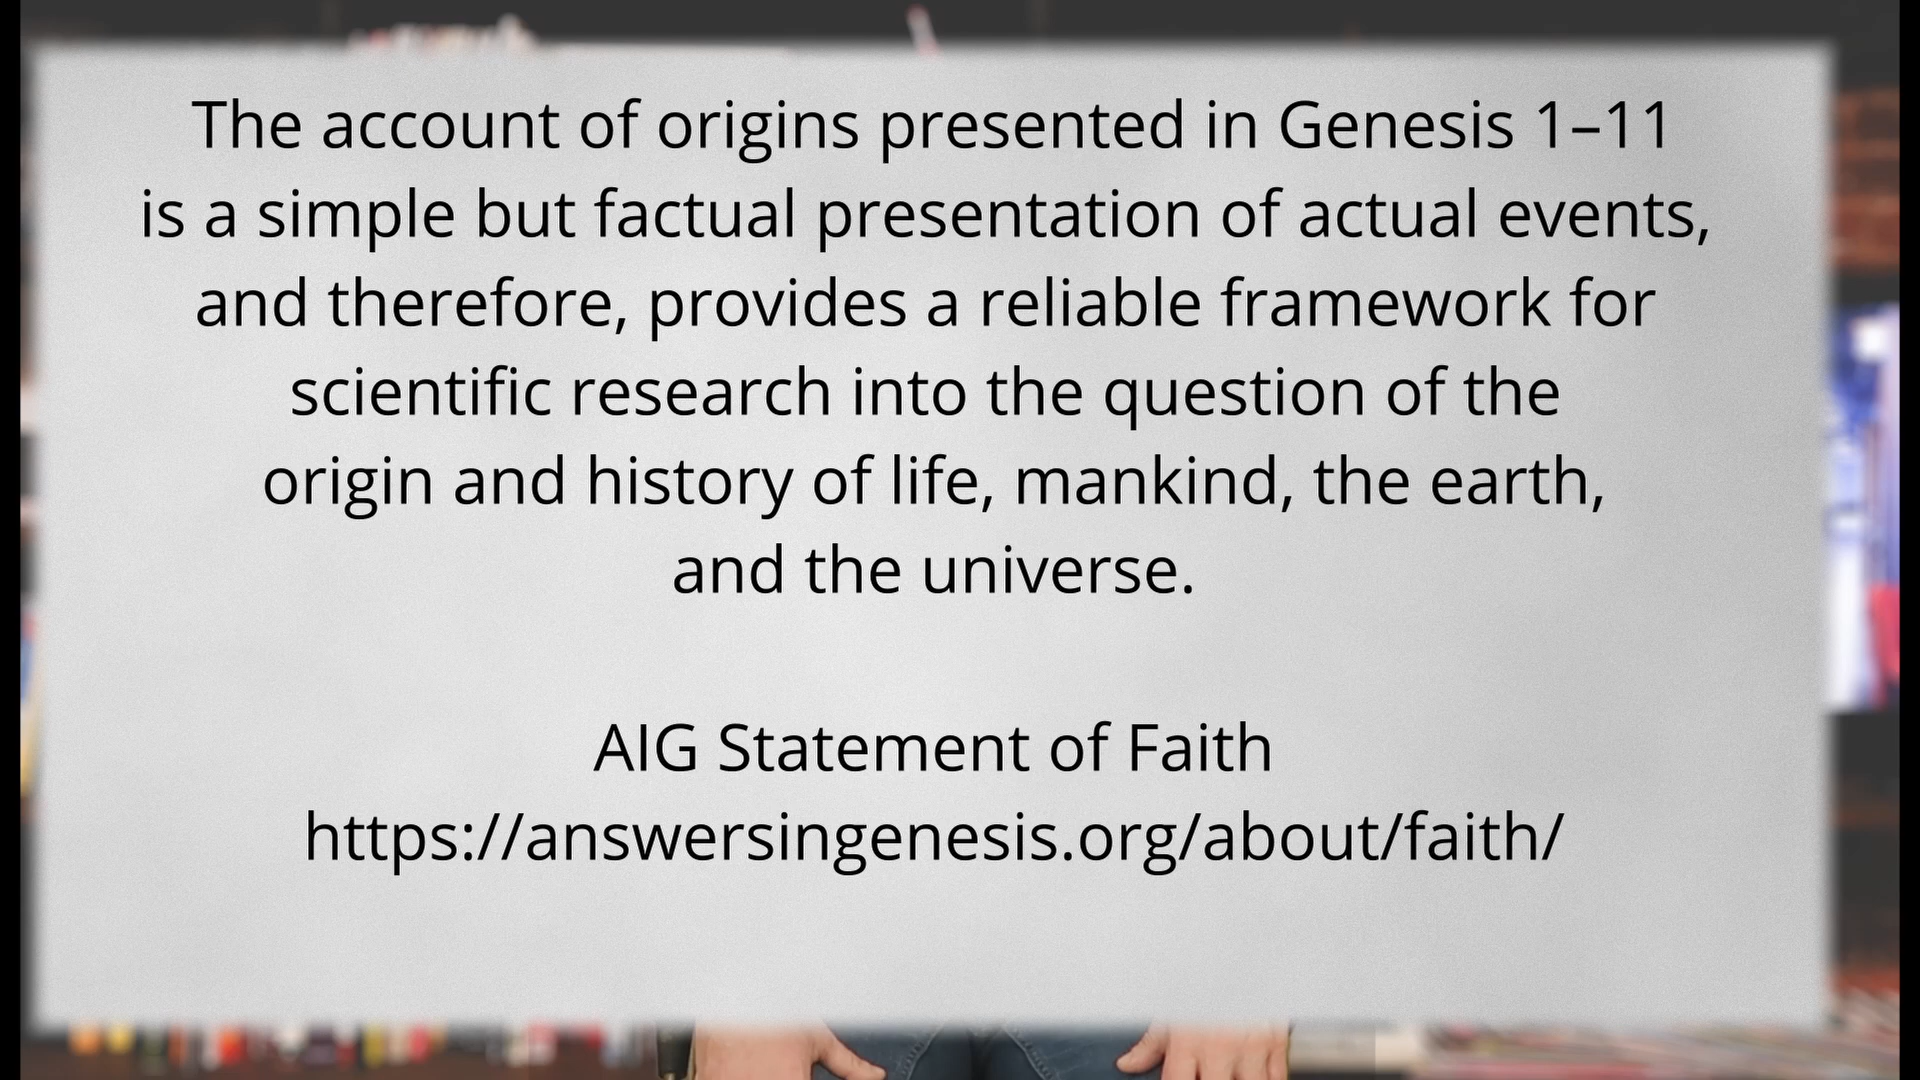 The account of origins presented in Genesis 1–11
is a simple but factual presentation of actual events,
and therefore, provides a reliable framework for
scientific research into the question of the
origin and history of life, mankind, the earth,
and the universe.
AIG Statement of Faith
https://answersingenesis.org/about/faith/